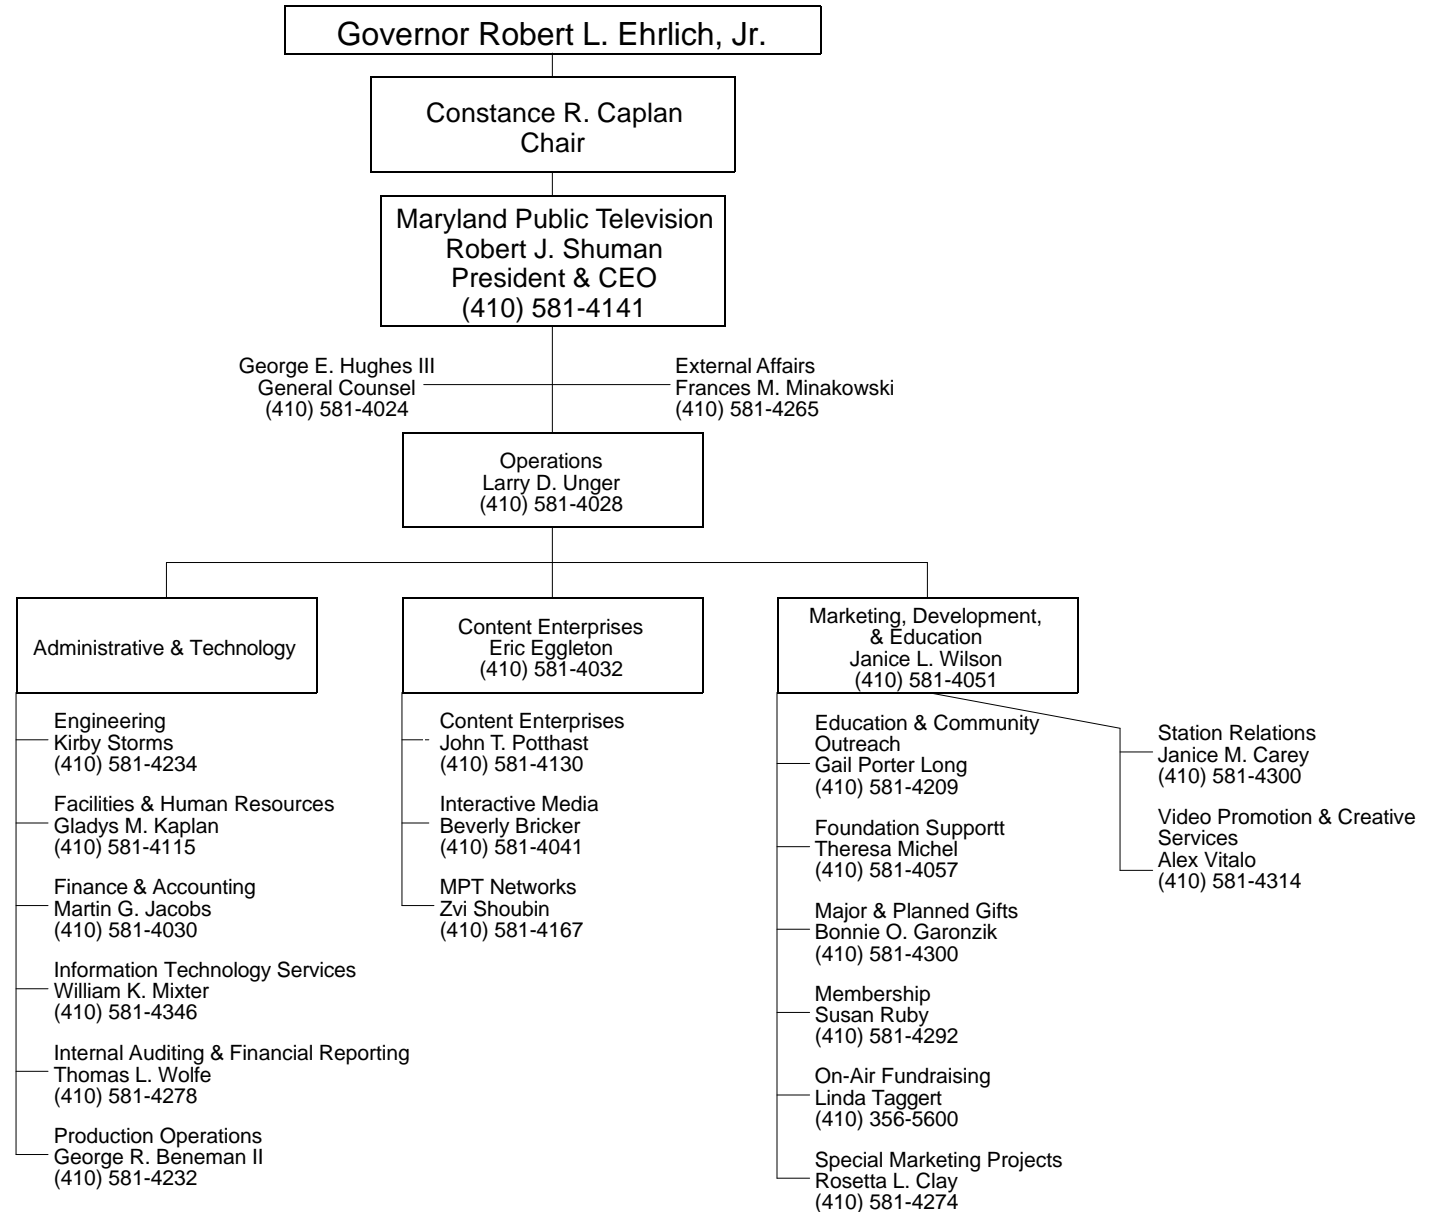 Governor Robert L. Ehrlich, Jr.
Constance R. Caplan
Chair
Maryland Public Television
Robert J. Shuman
President & CEO
(410) 581-4141
George E. Hughes III
General Counsel
(410) 581-4024
External Affairs
Frances M. Minakowski
(410) 581-4265
Operations
Larry D. Unger
(410) 581-4028
Administrative & Technology
Engineering
Kirby Storms
(410) 581-4234
Facilities & Human Resources
Gladys M. Kaplan
(410) 581-4115
Finance & Accounting
Martin G. Jacobs
(410) 581-4030
Information Technology Services
William K. Mixter
(410) 581-4346
Internal Auditing & Financial Reporting
Thomas L. Wolfe
(410) 581-4278
Production Operations
George R. Beneman II
(410) 581-4232
Content Enterprises
Eric Eggleton
(410) 581-4032
Content Enterprises
John T. Potthast
(410) 581-4130
Interactive Media
Beverly Bricker
(410) 581-4041
MPT Networks
Zvi Shoubin
(410) 581-4167
Marketing, Development,
& Education
Janice L. Wilson
(410) 581-4051
Education & Community
Outreach
Gail Porter Long
(410) 581-4209
Foundation Supportt
Theresa Michel
(410) 581-4057
Major & Planned Gifts
Bonnie O. Garonzik
(410) 581-4300
Membership
Susan Ruby
(410) 581-4292
On-Air Fundraising
Linda Taggert
(410) 356-5600
Special Marketing Projects
Rosetta L. Clay
(410) 581-4274
Station Relations
Janice M. Carey
(410) 581-4300
Video Promotion & Creative
Services
Alex Vitalo
(410) 581-4314